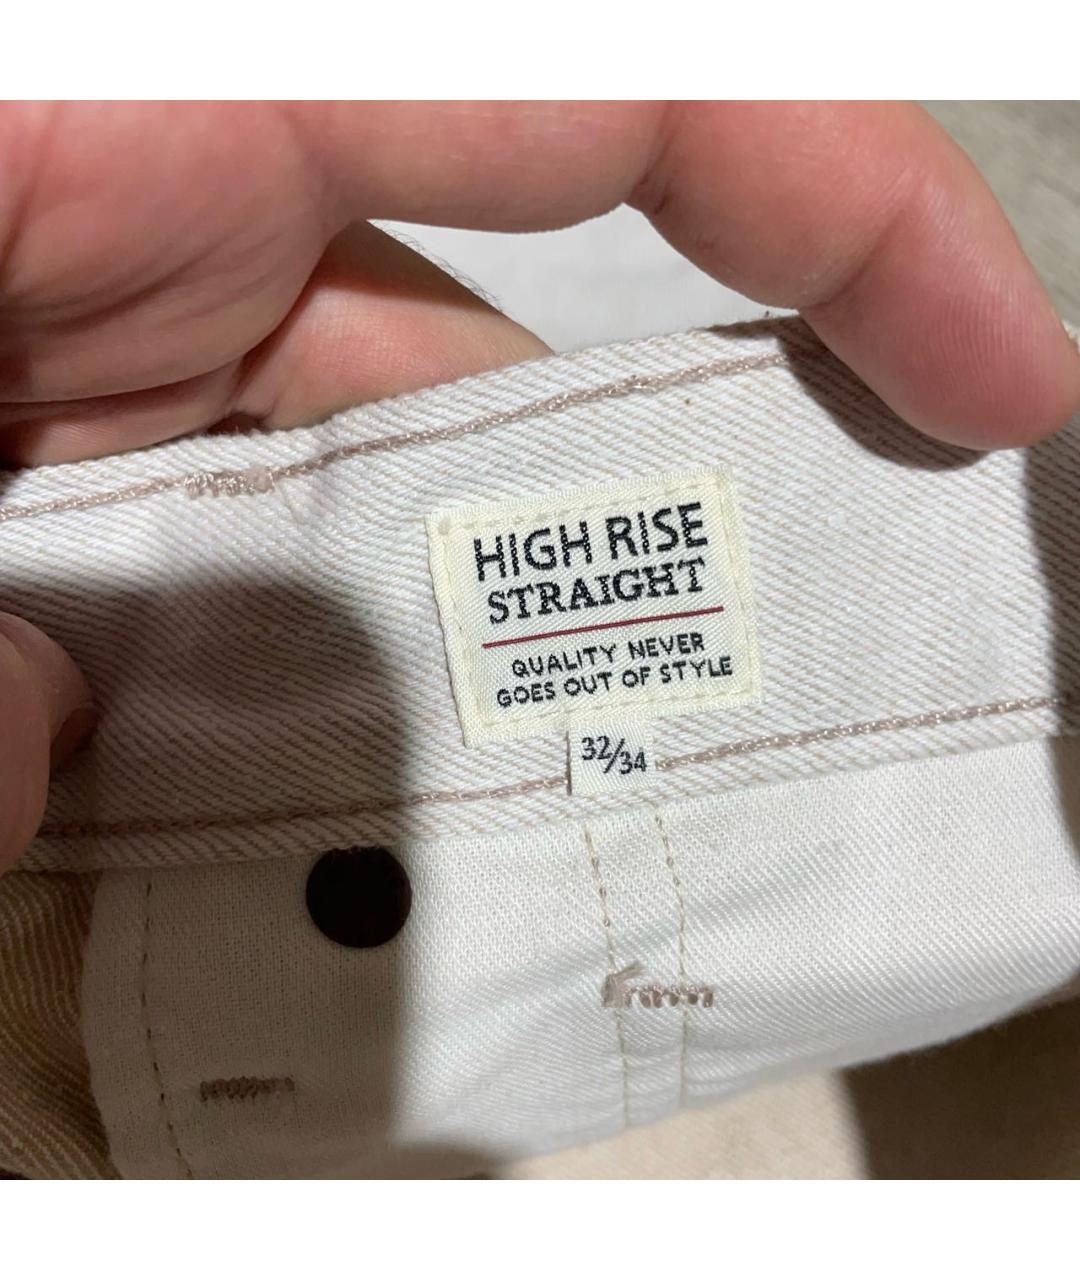 HIGH RISE
STRAIGHT
QUALITY NEVER
GOES OUT OF STYLE
32/34